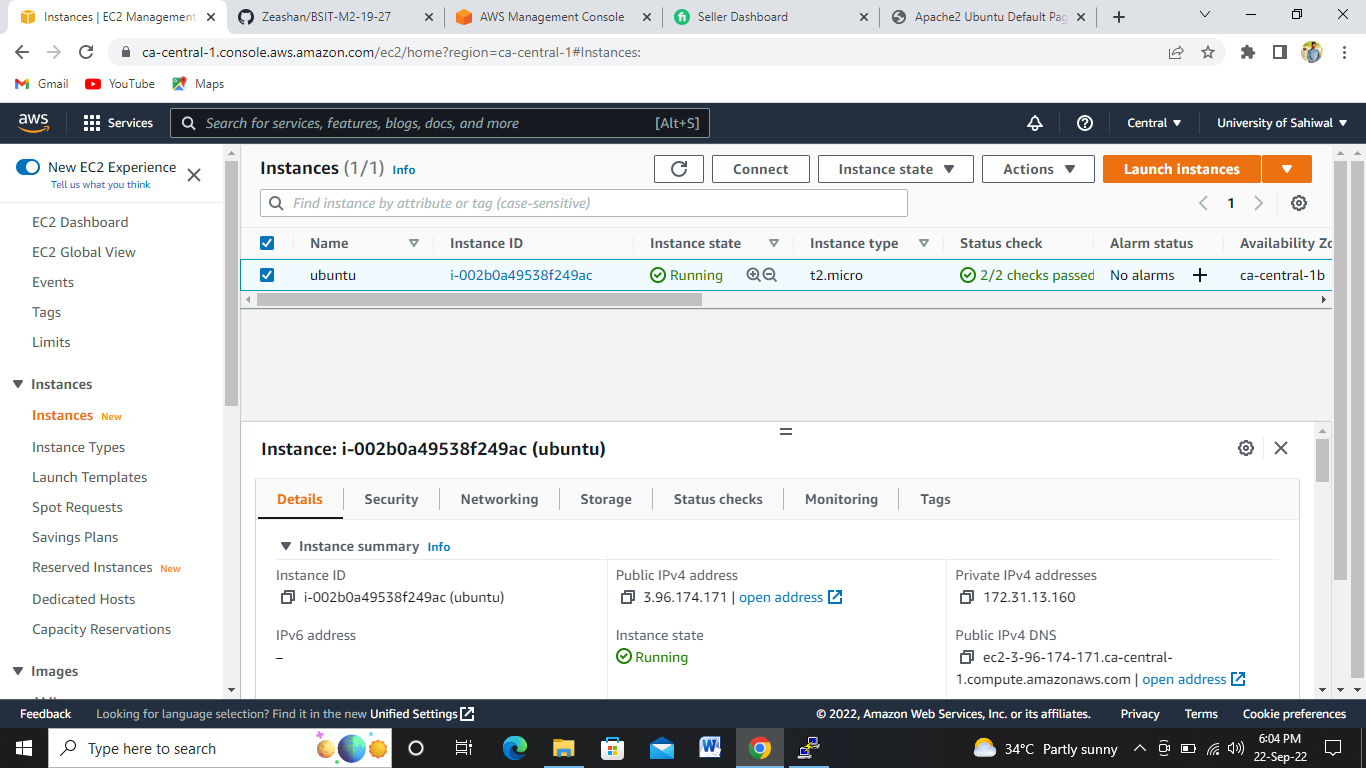 Instances | EC2 Management
Zeashan/BSIT-M2-19-27
AWS Management Console
Seller Dashboard
Apache2 Ubuntu Default Pag
ca-central-1.console.aws.amazon.com/ec2/home?region=ca-central-1#Instances:
Gmail YouTube Maps
aws Services Search for services, features, blogs, docs, and more [Alt+S] Central University of Sahiwal
New EC2 Experience
Tell us what you think
EC2 Dashboard
EC2 Global View
Events
Tags
Limits
Instances
Instances New
Instance Types
Launch Templates
Spot Requests
Savings Plans
Reserved Instances New
Dedicated Hosts
Capacity Reservations
Images
Instances (1/1) Info Connect Instance state Actions Launch instances
Find instance by attribute or tag (case-sensitive) 1
Name Instance ID Instance state Instance type Status check Alarm status Availability Zo
ubuntu i-002b0a49538f249ac Running t2.micro 2/2 checks passed No alarms ca-central-1b
Instance: i-002b0a49538f249ac (ubuntu)
Details Security Networking Storage Status checks Monitoring Tags
Instance summary Info
Instance ID
i-002b0a49538f249ac (ubuntu)
Public IPv4 address
3.96.174.171 | open address
Private IPv4 addresses
172.31.13.160
IPv6 address
–
Instance state
Running
Public IPv4 DNS
ec2-3-96-174-171.ca-central-
1.compute.amazonaws.com | open address
Feedback Looking for language selection? Find it in the new Unified Settings © 2022, Amazon Web Services, Inc. or its affiliates. Privacy Terms Cookie preferences
Type here to search 34°C Partly sunny
6:04 PM
22-Sep-22